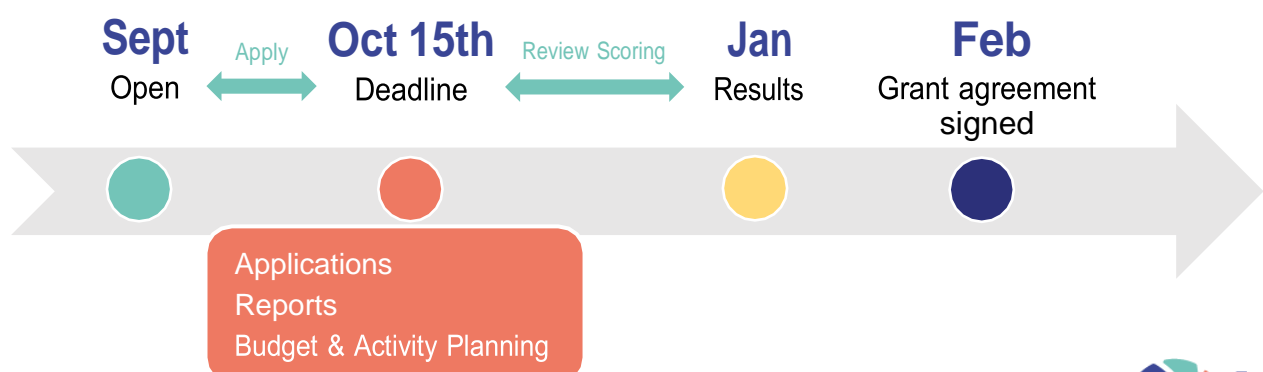 Sept
Open
Apply
Oct 15th
Deadline
Review Scoring
Jan
Results
Feb
Grant agreement
signed
Applications
Reports
Budget & Activity Planning